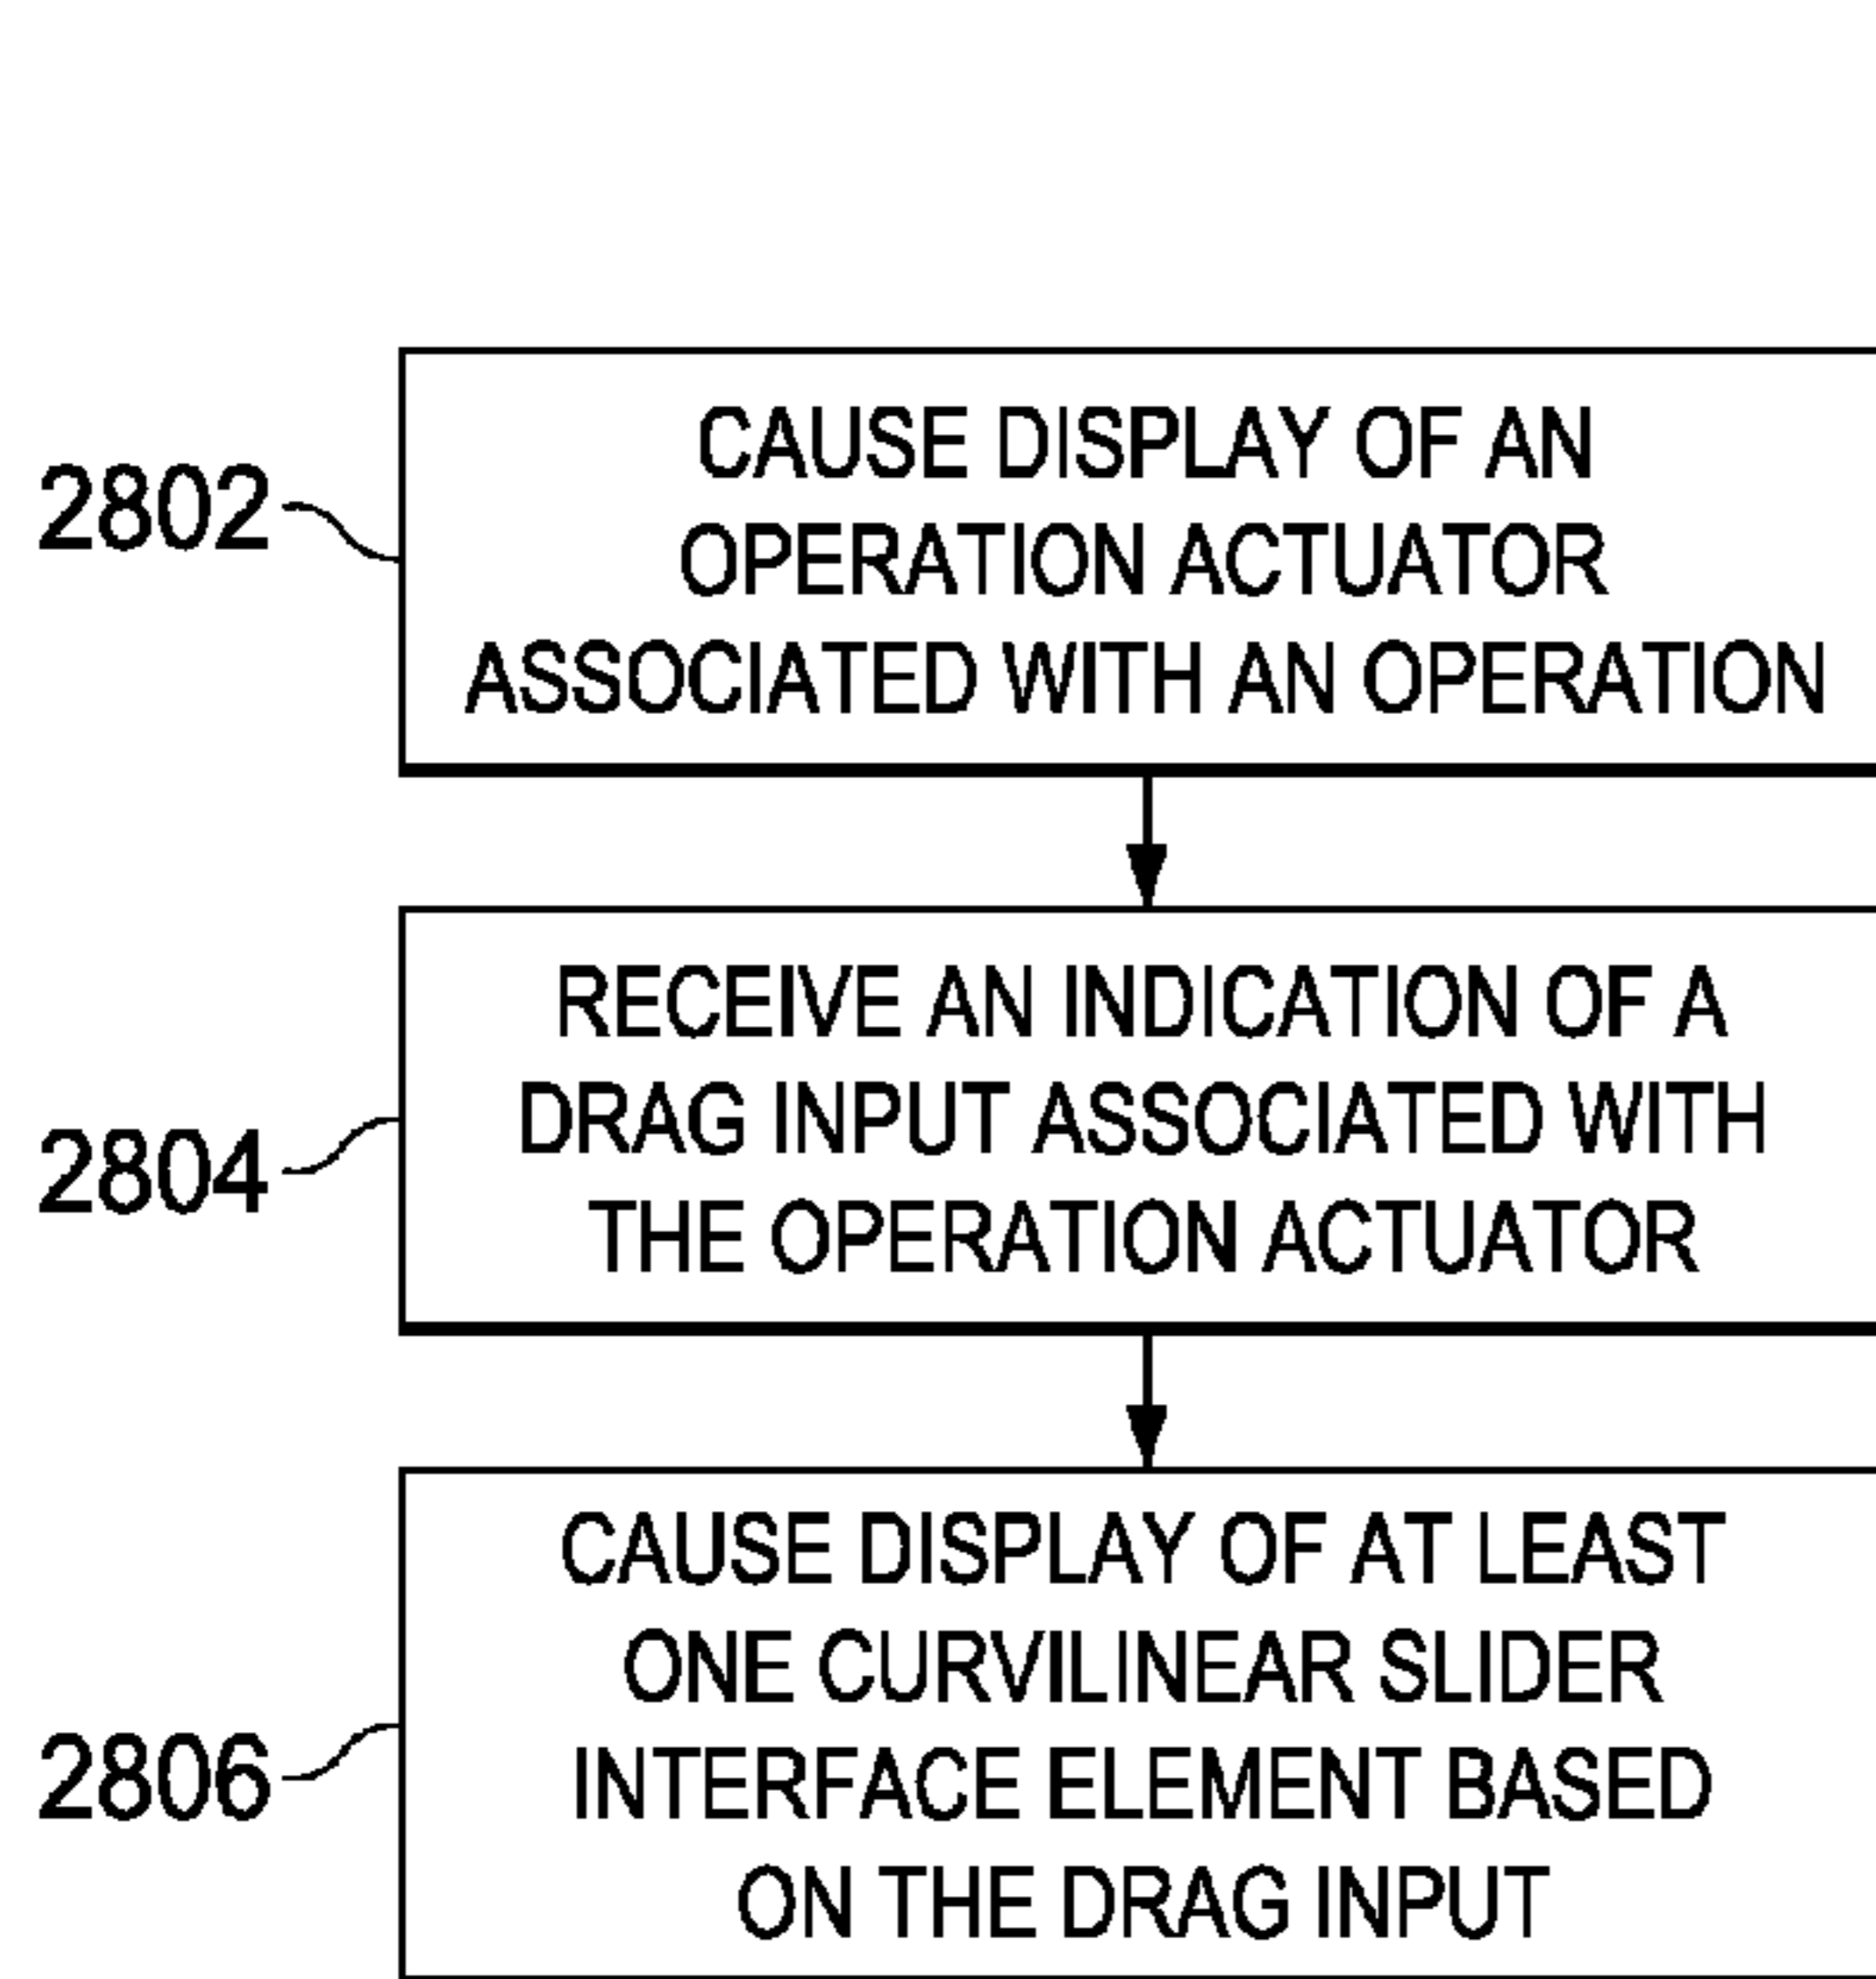 2802
CAUSE DISPLAY OF AN
OPERATION ACTUATOR
ASSOCIATED WITH AN OPERATION
2804
RECEIVE AN INDICATION OF A
DRAG INPUT ASSOCIATED WITH
THE OPERATION ACTUATOR
2806
CAUSE DISPLAY OF AT LEAST
ONE CURVILINEAR SLIDER
INTERFACE ELEMENT BASED
ON THE DRAG INPUT